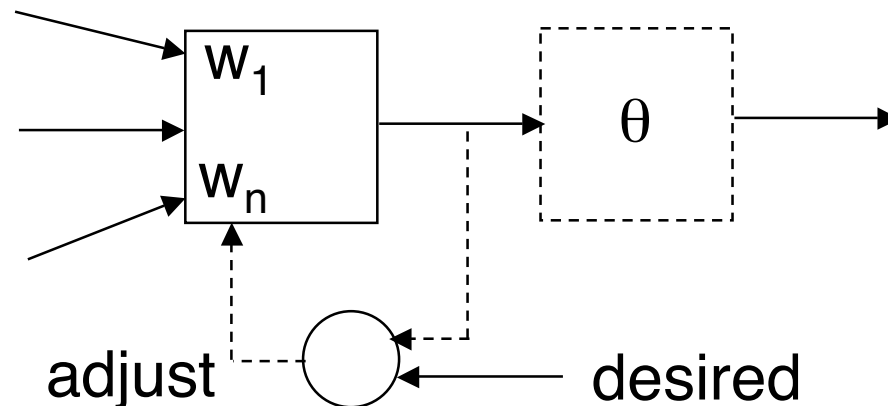 w₁
θ
wₙ
adjust
desired